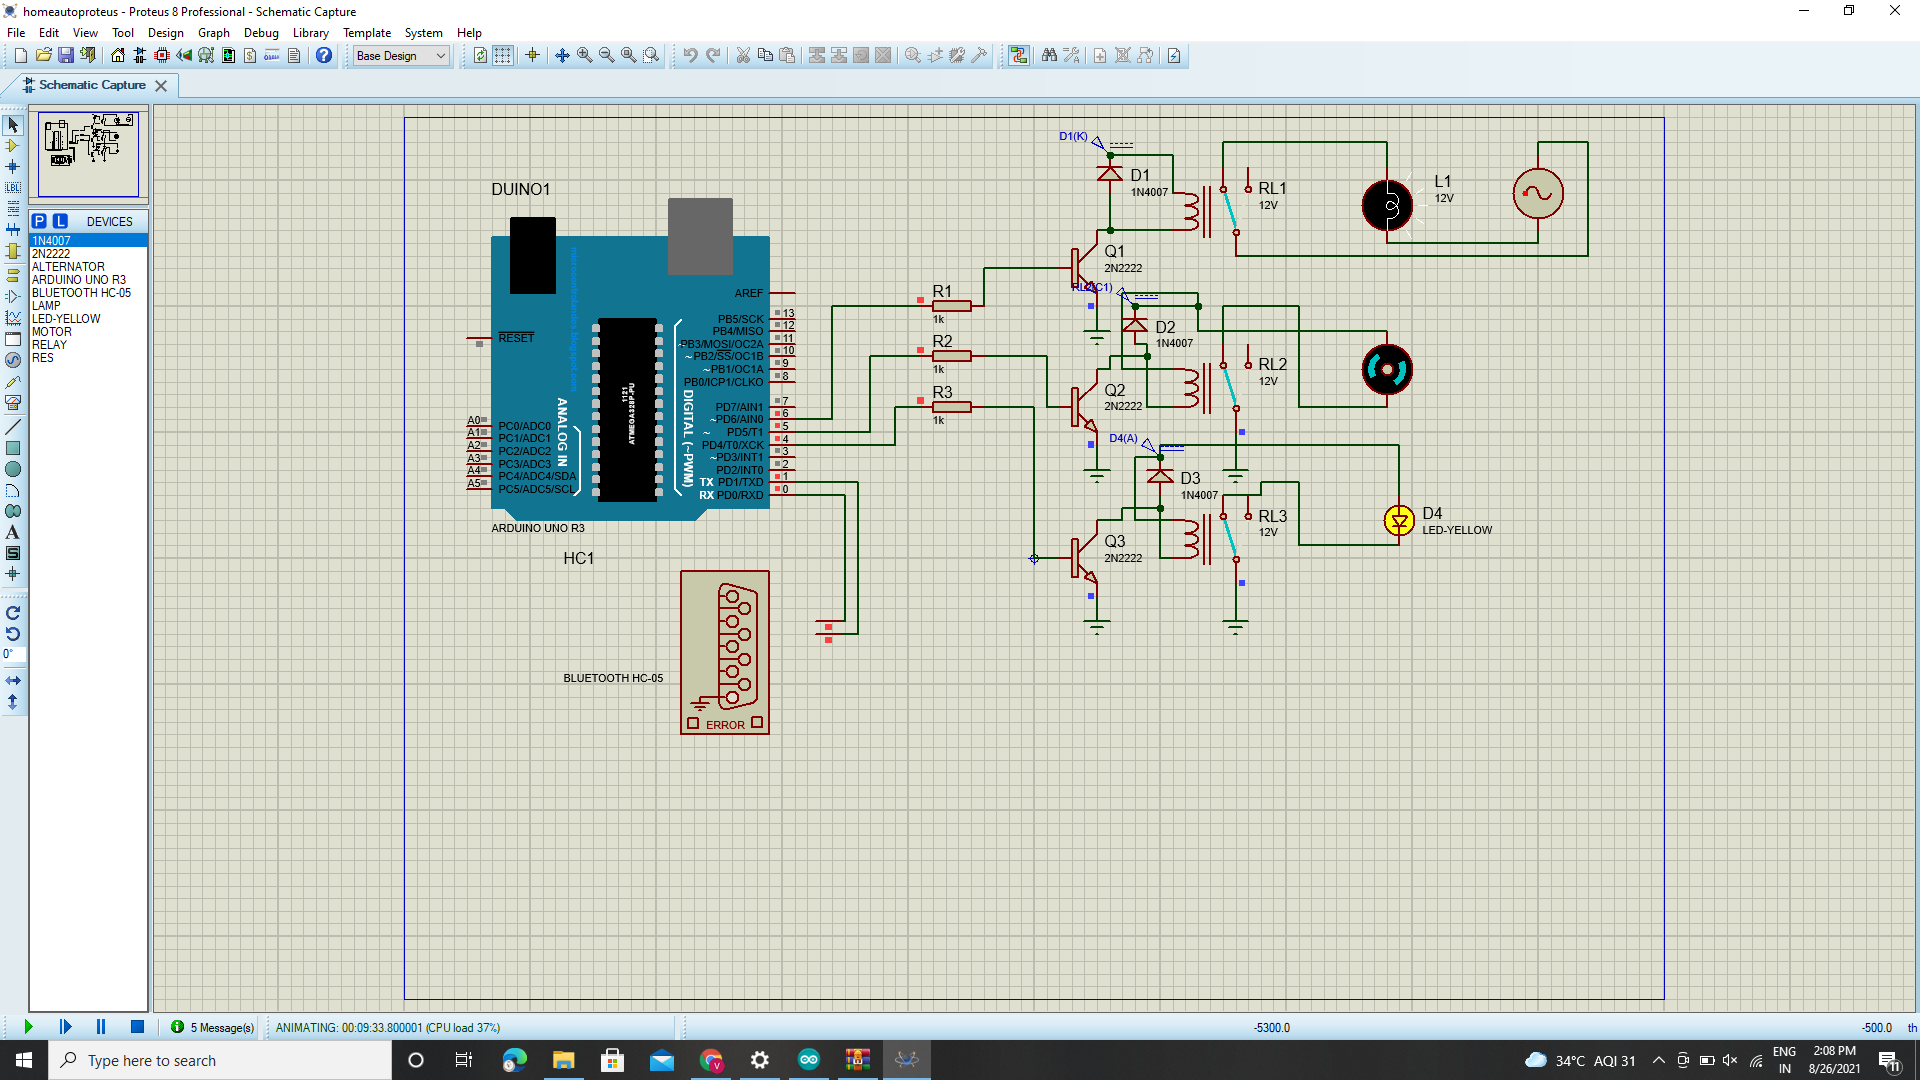 homeautoproteus - Proteus 8 Professional - Schematic Capture
File Edit View Tool Design Graph Debug Library Template System Help
Base Design
Schematic Capture
P L DEVICES
1N4007
2N2222
ALTERNATOR
ARDUINO UNO R3
BLUETOOTH HC-05
LAMP
LED-YELLOW
MOTOR
RELAY
RES
LBL
A
S
0°
DUINO1
AREF
RESET
PB5/SCK 13
PB4/MISO 12
~PB3/MOSI/OC2A 11
~PB2/SS/OC1B 10
~PB1/OC1A 9
PB0/ICP1/CLKO 8
PD7/AIN1 7
~PD6/AIN0 6
~ PD5/T1 5
PD4/T0/XCK 4
~PD3/INT1 3
PD2/INT0 2
TX PD1/TXD 1
RX PD0/RXD 0
A0 PC0/ADC0
A1 PC1/ADC1
A2 PC2/ADC2
A3 PC3/ADC3
A4 PC4/ADC4/SDA
A5 PC5/ADC5/SCL
ANALOG IN
1121
ATMEGA328P-PU
DIGITAL (~PWM)
ARDUINO UNO R3
HC1
BLUETOOTH HC-05
ERROR
R1
1k
R2
1k
R3
1k
D1(K)
D1
1N4007
RL1
12V
L1
12V
Q1
2N2222
D2
1N4007
RL2
12V
Q2
2N2222
D4(A)
D3
1N4007
RL3
12V
Q3
2N2222
D4
LED-YELLOW
5 Message(s) ANIMATING: 00:09:33.800001 (CPU load 37%) -5300.0 -500.0 th
Type here to search
34°C AQI 31
ENG
IN
2:08 PM
8/26/2021
11